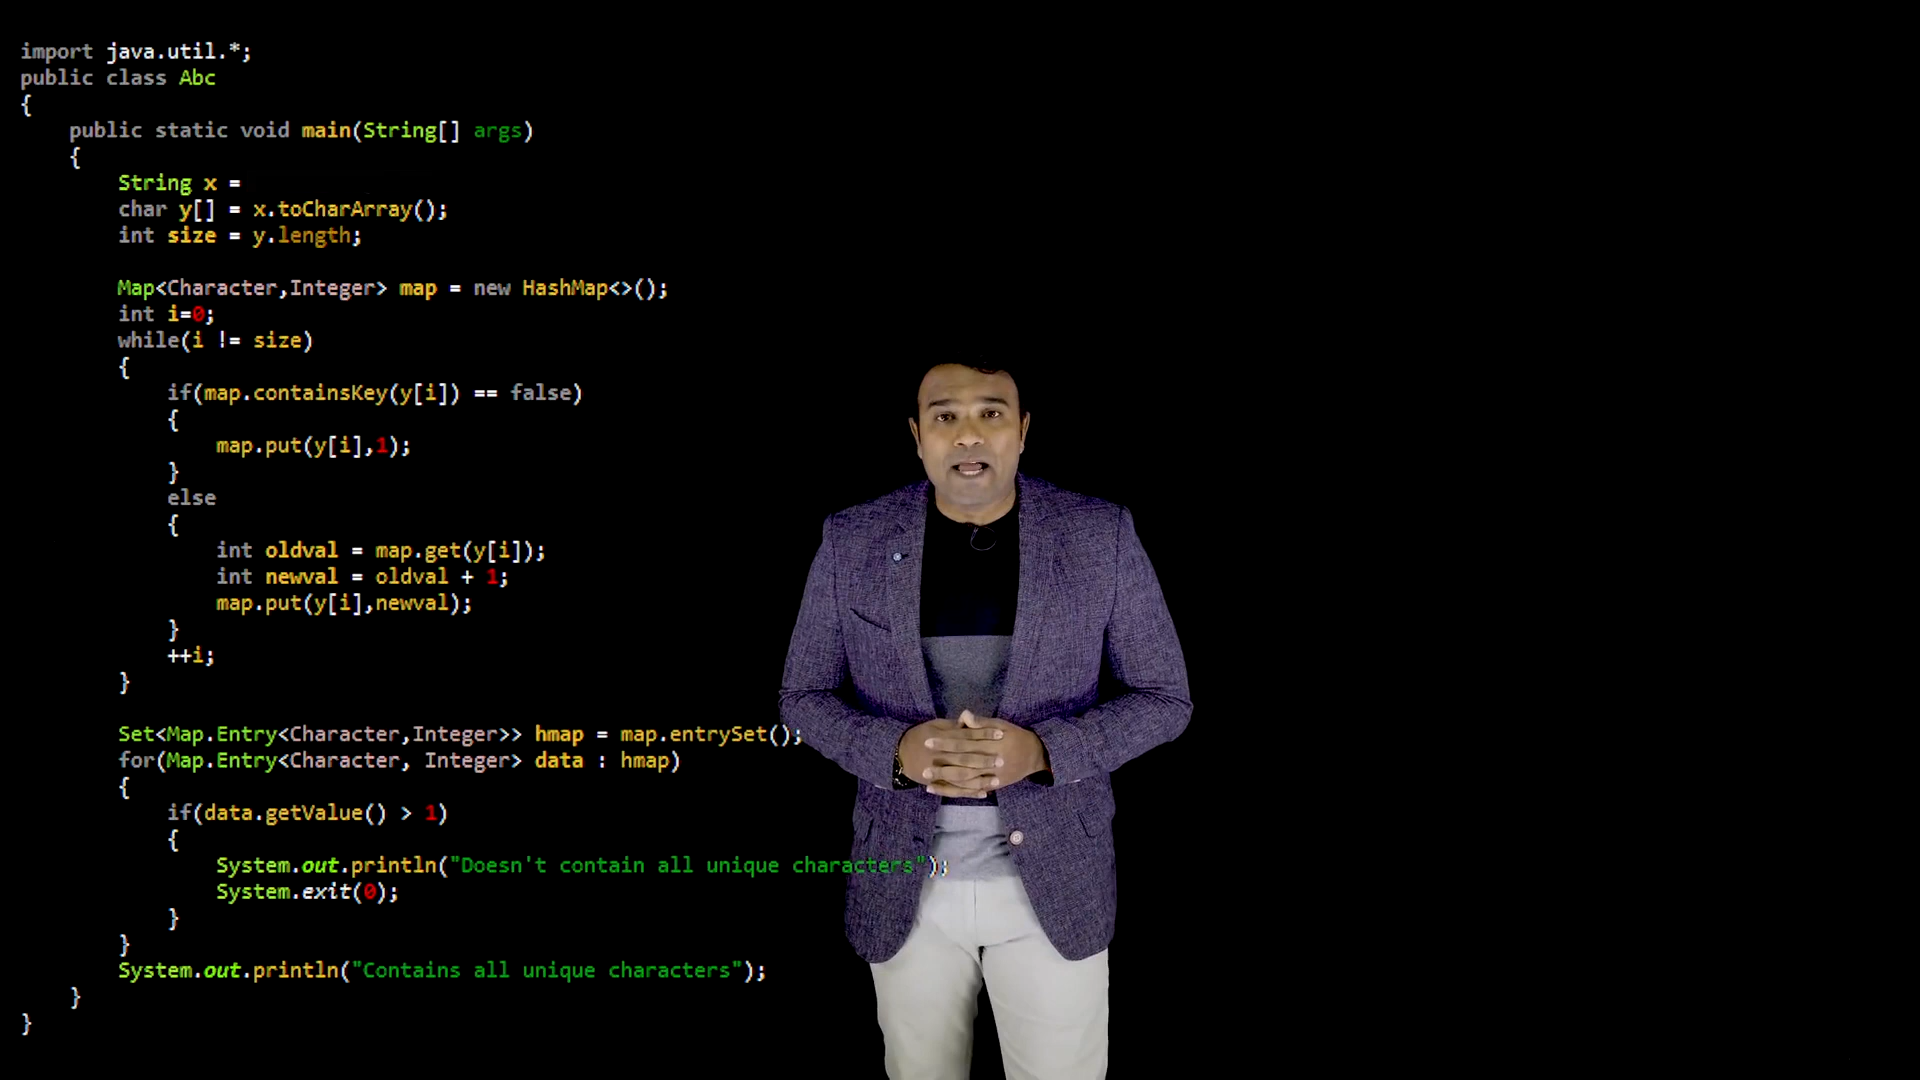 import java.util.*;
public class Abc
{
public static void main(String[] args)
{
String x =
char y[] = x.toCharArray();
int size = y.length;
Map<Character,Integer> map = new HashMap<>();
int i=0;
while(i != size)
{
if(map.containsKey(y[i]) == false)
{
map.put(y[i],1);
}
else
{
int oldval = map.get(y[i]);
int newval = oldval + 1;
map.put(y[i],newval);
}
++i;
}
Set<Map.Entry<Character,Integer>> hmap = map.entrySet();
for(Map.Entry<Character, Integer> data : hmap)
{
if(data.getValue() > 1)
{
System.out.println("Doesn't contain all unique characters");
System.exit(0);
}
}
System.out.println("Contains all unique characters");
}
}